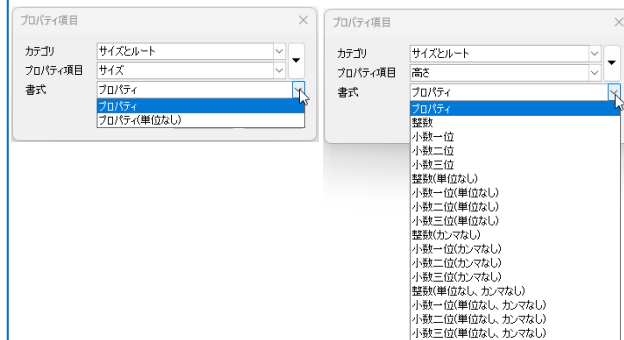 プロパティ項目
カテゴリ サイズとルート
プロパティ項目 サイズ
書式 プロパティ
プロパティ
プロパティ(単位なし)
プロパティ項目
カテゴリ サイズとルート
プロパティ項目 高さ
書式 プロパティ
プロパティ
整数
小数一位
小数二位
小数三位
整数(単位なし)
小数一位(単位なし)
小数二位(単位なし)
小数三位(単位なし)
整数(カンマなし)
小数一位(カンマなし)
小数二位(カンマなし)
小数三位(カンマなし)
整数(単位なし、カンマなし)
小数一位(単位なし、カンマなし)
小数二位(単位なし、カンマなし)
小数三位(単位なし、カンマなし)